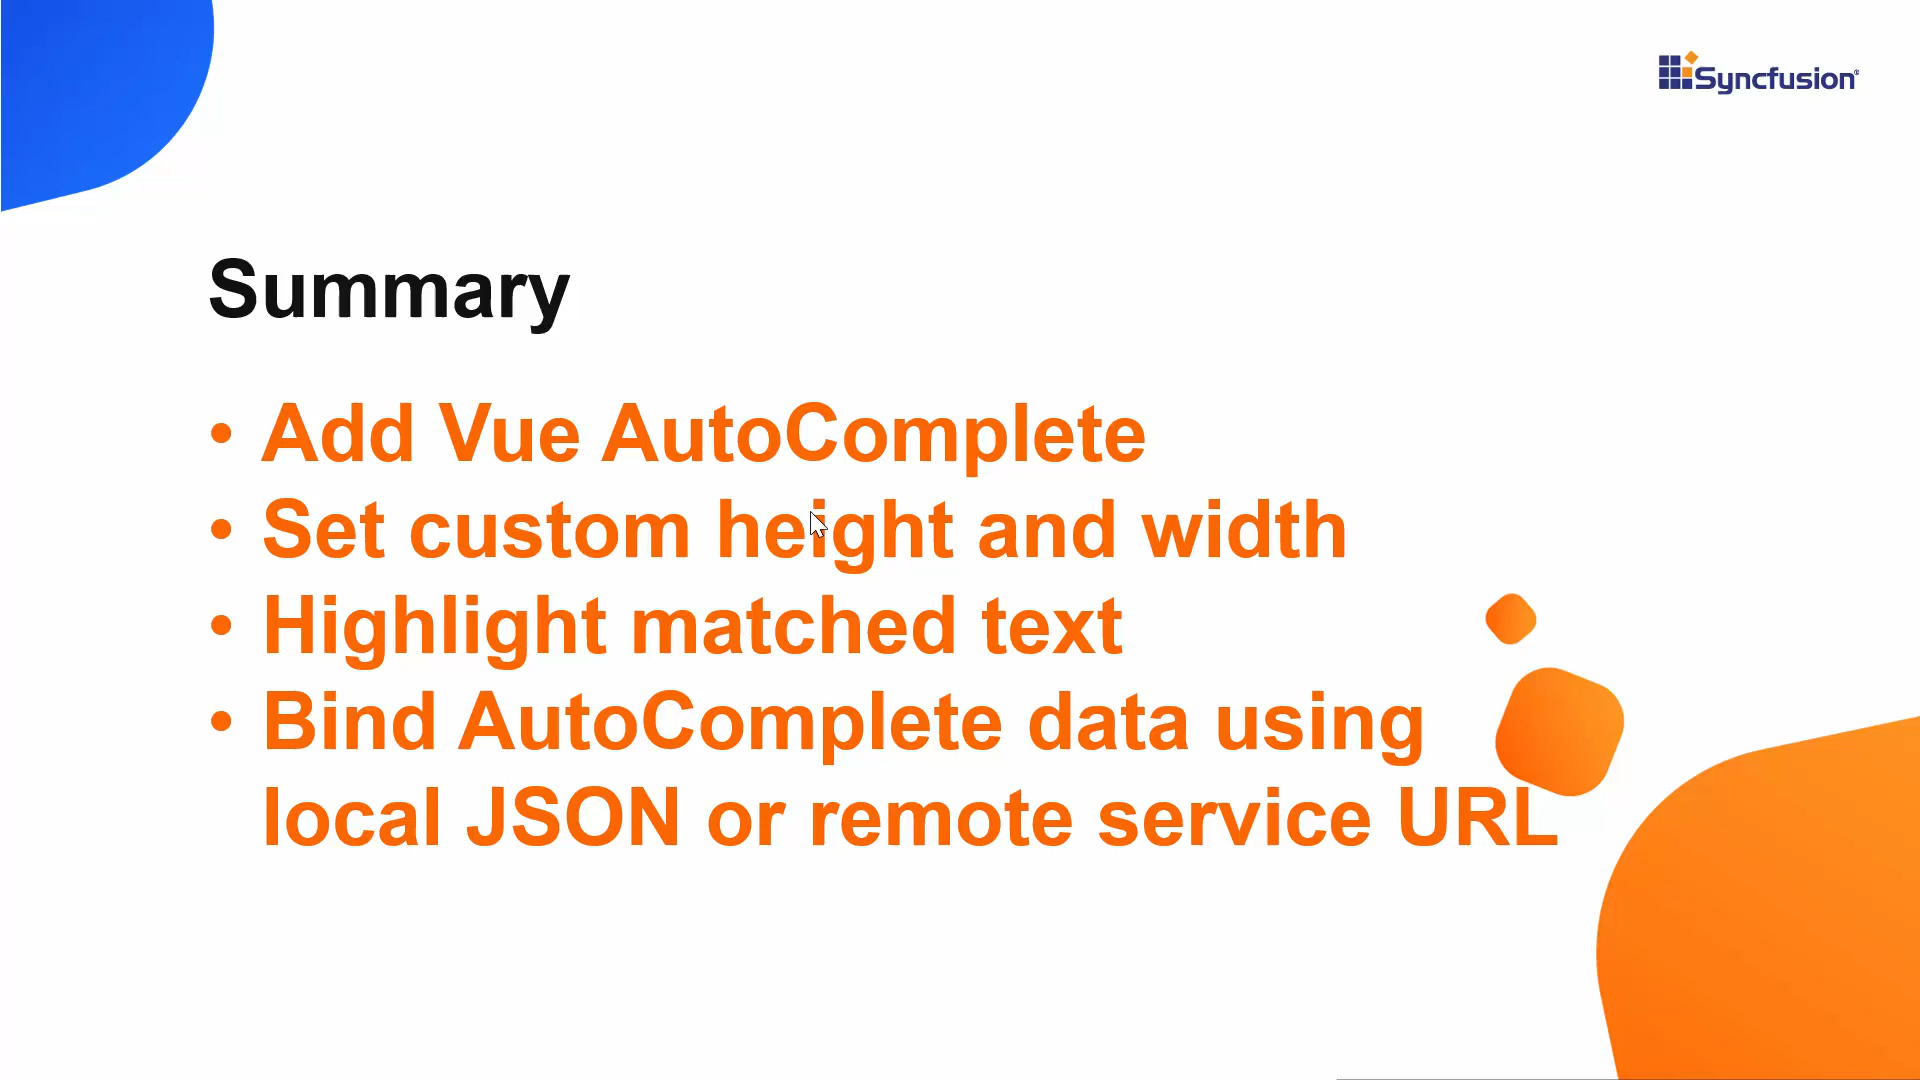 Syncfusion®
Summary
• Add Vue AutoComplete
• Set custom height and width
• Highlight matched text
• Bind AutoComplete data using
local JSON or remote service URL